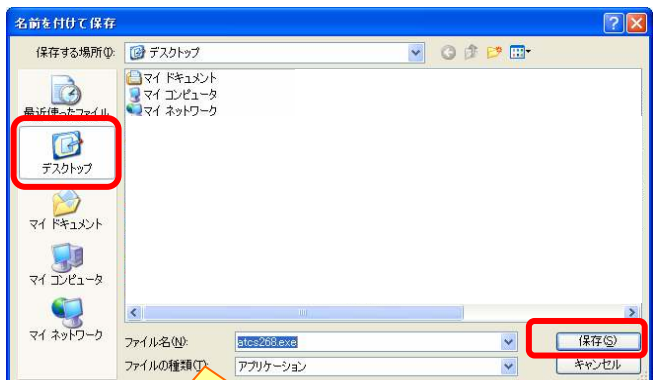 名前を付けて保存
保存する場所(I):
デスクトップ
マイ ドキュメント
マイ コンピュータ
マイ ネットワーク
最近使ったファイル
デスクトップ
マイ ドキュメント
マイ コンピュータ
マイ ネットワーク
ファイル名(N):
atcs268.exe
保存(S)
ファイルの種類(T):
アプリケーション
キャンセル